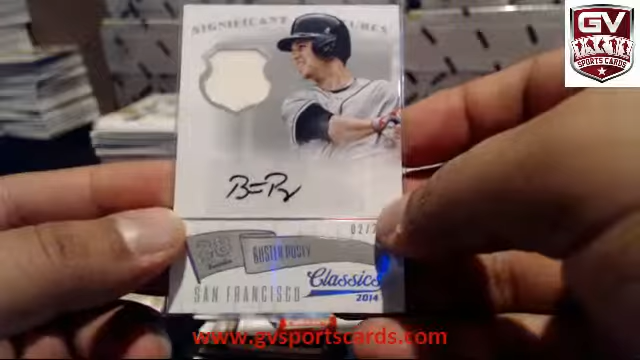 GV
SPORTS CARDS
SIGNIFICANT
BUSTER POSEY
Classics
SAN FRANCISCO
2014
www.gvsportscards.com